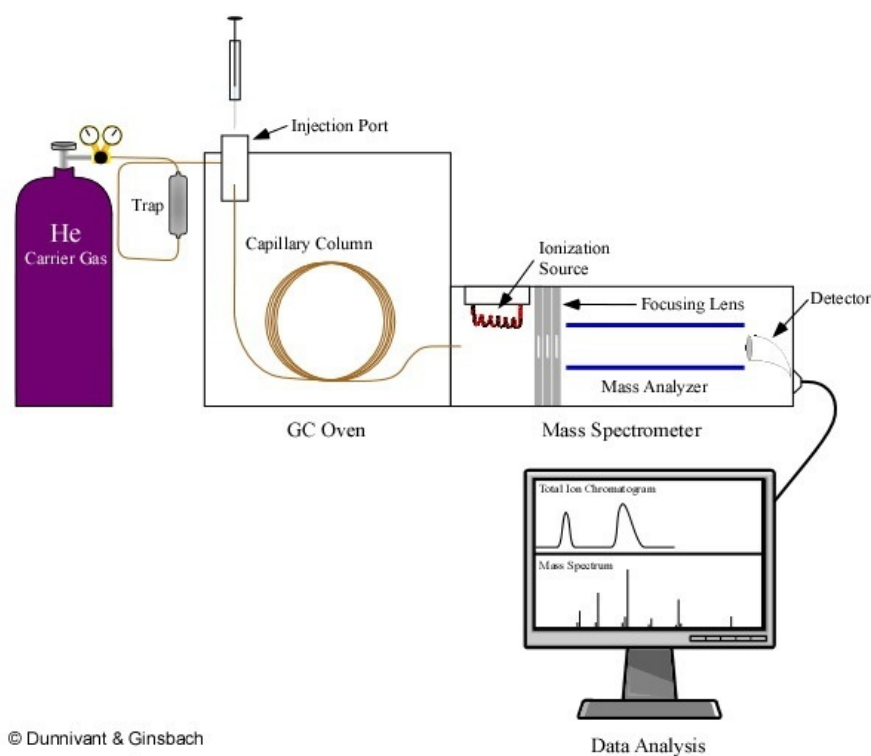 Injection Port
He
Carrier Gas
Trap
Capillary Column
Ionization
Source
Focusing Lens
Detector
Mass Analyzer
GC Oven
Mass Spectrometer
Total Ion Chromatogram
Mass Spectrum
© Dunnivant & Ginsbach
Data Analysis